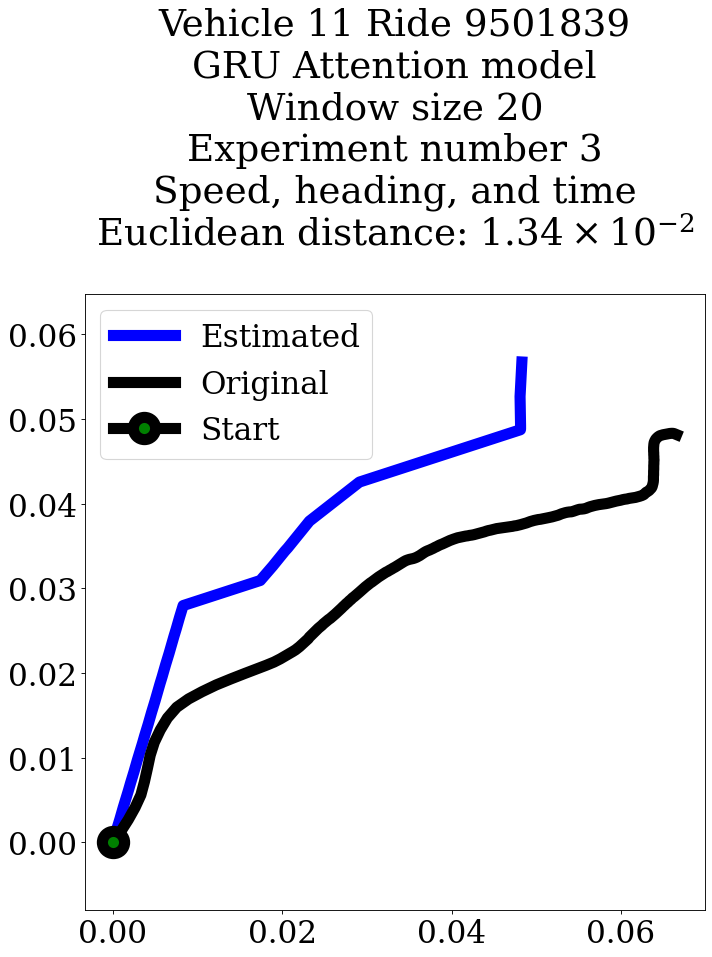 Vehicle 11 Ride 9501839
GRU Attention model
Window size 20
Experiment number 3
Speed, heading, and time
Euclidean distance: 1.34 × 10⁻²
Estimated
Original
Start
0.06
0.05
0.04
0.03
0.02
0.01
0.00
0.00 0.02 0.04 0.06